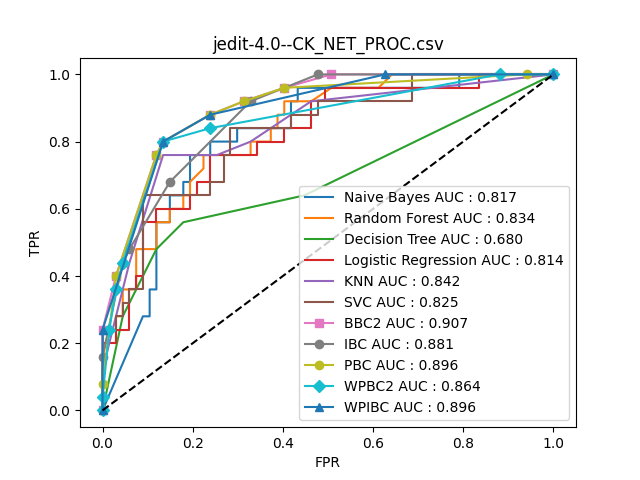 jedit-4.0--CK_NET_PROC.csv
1.0
0.8
0.6
0.4
0.2
0.0
TPR
0.0 0.2 0.4 0.6 0.8 1.0
FPR
Naive Bayes AUC : 0.817
Random Forest AUC : 0.834
Decision Tree AUC : 0.680
Logistic Regression AUC : 0.814
KNN AUC : 0.842
SVC AUC : 0.825
BBC2 AUC : 0.907
IBC AUC : 0.881
PBC AUC : 0.896
WPBC2 AUC : 0.864
WPIBC AUC : 0.896